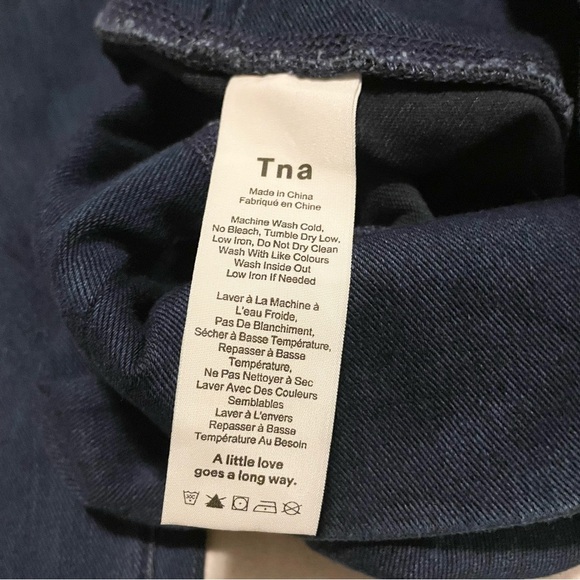 Tna
Made in China
Fabriqué en Chine
Machine Wash Cold,
No Bleach, Tumble Dry Low,
Low Iron, Do Not Dry Clean
Wash With Like Colours
Wash Inside Out
Low Iron If Needed
Laver à La Machine à
L'eau Froide,
Pas De Blanchiment,
Sécher à Basse Température,
Repasser à Basse
Température,
Ne Pas Nettoyer à Sec
Laver Avec Des Couleurs
Semblables
Laver à L'envers
Repasser à Basse
Température Au Besoin
A little love
goes a long way.
30C